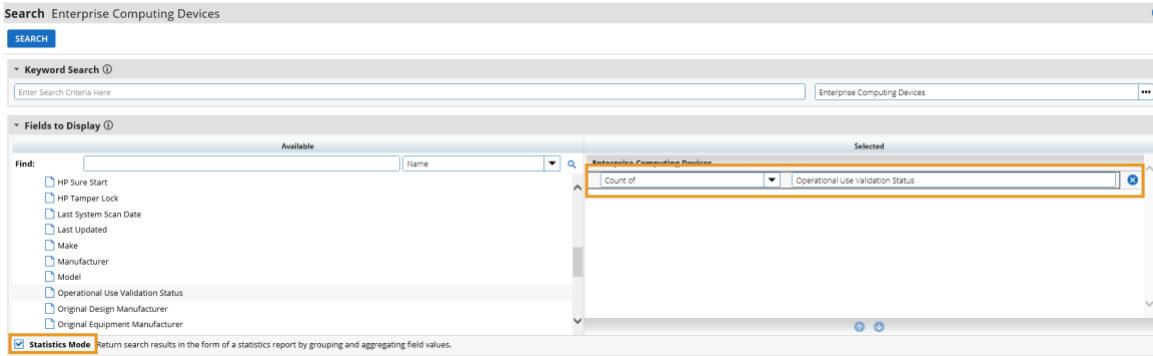 Search Enterprise Computing Devices
SEARCH
Keyword Search
Enter Search Criteria Here
Enterprise Computing Devices
Fields to Display
Available
Selected
Find:
Name
Enterprise Computing Devices
Count of
Operational Use Validation Status
HP Sure Start
HP Tamper Lock
Last System Scan Date
Last Updated
Make
Manufacturer
Model
Operational Use Validation Status
Original Design Manufacturer
Original Equipment Manufacturer
Statistics Mode Return search results in the form of a statistics report by grouping and aggregating field values.